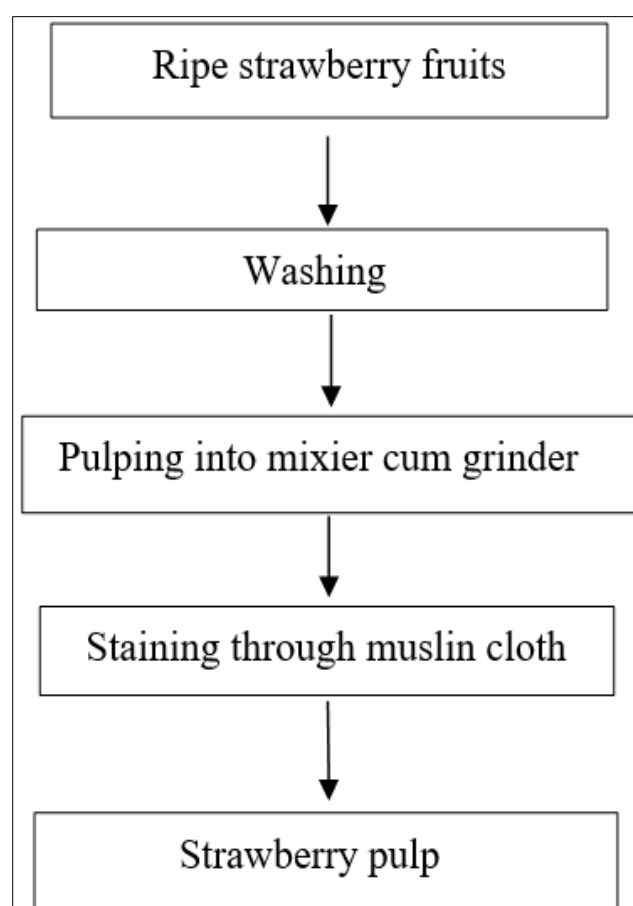 Ripe strawberry fruits
Washing
Pulping into mixier cum grinder
Staining through muslin cloth
Strawberry pulp